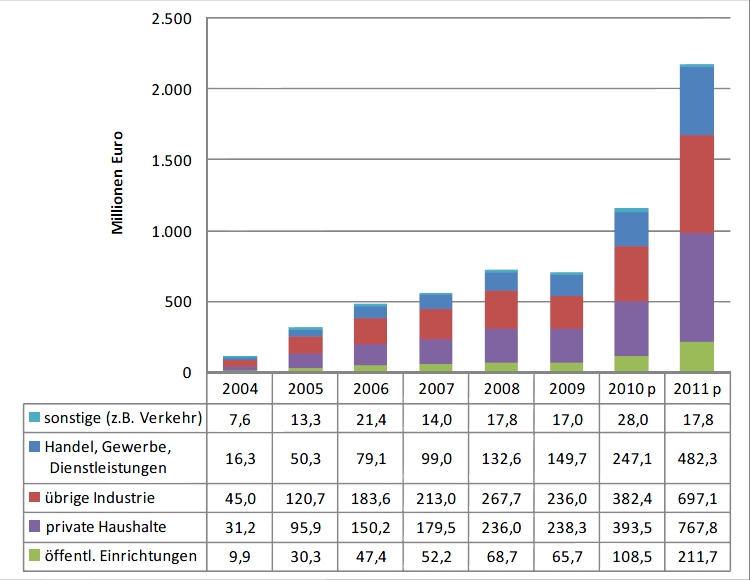 2.500
2.000
1.500
1.000
500
0
Millionen Euro
2004 2005 2006 2007 2008 2009 2010 p 2011 p
sonstige (z.B. Verkehr) 7,6 13,3 21,4 14,0 17,8 17,0 28,0 17,8
Handel, Gewerbe,
Dienstleistungen 16,3 50,3 79,1 99,0 132,6 149,7 247,1 482,3
übrige Industrie 45,0 120,7 183,6 213,0 267,7 236,0 382,4 697,1
private Haushalte 31,2 95,9 150,2 179,5 236,0 238,3 393,5 767,8
öffentl. Einrichtungen 9,9 30,3 47,4 52,2 68,7 65,7 108,5 211,7